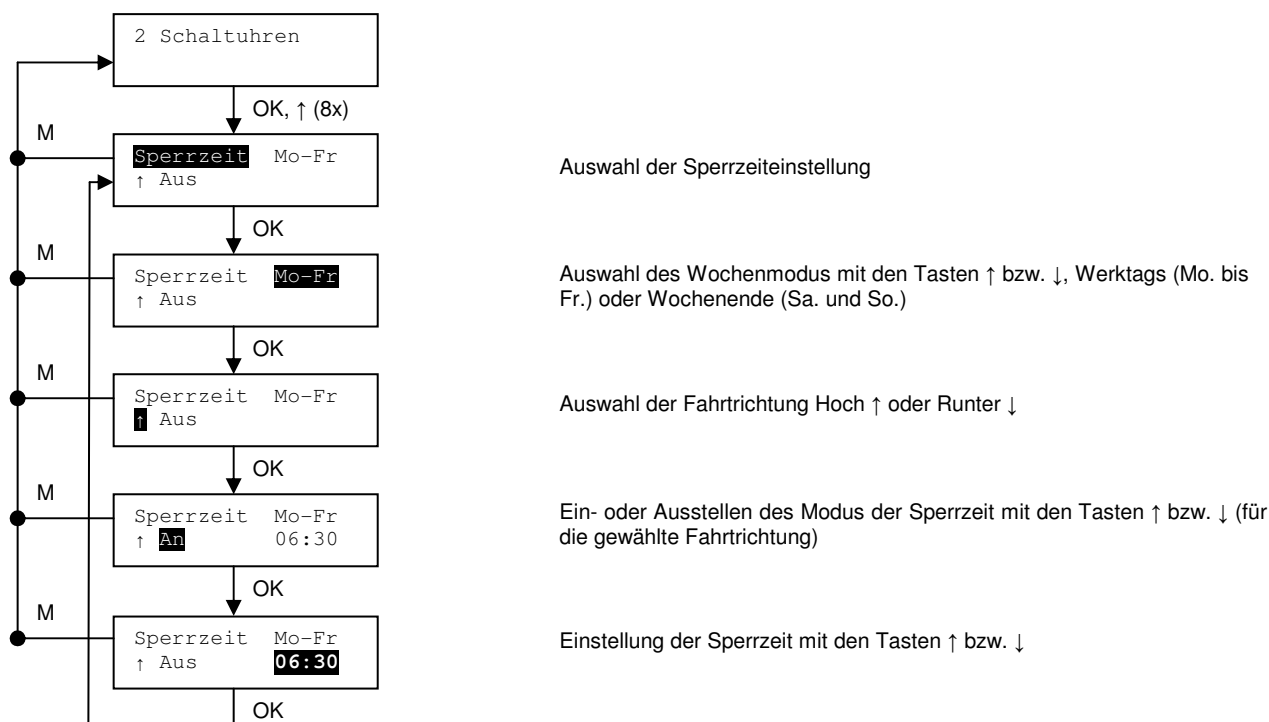 2 Schaltuhren
OK, ↑ (8x)
M
Sperrzeit Mo-Fr
↑ Aus
Auswahl der Sperrzeiteinstellung
OK
M
Sperrzeit Mo-Fr
↑ Aus
Auswahl des Wochenmodus mit den Tasten ↑ bzw. ↓, Werktags (Mo. bis
Fr.) oder Wochenende (Sa. und So.)
OK
M
Sperrzeit Mo-Fr
↑ Aus
Auswahl der Fahrtrichtung Hoch ↑ oder Runter ↓
OK
M
Sperrzeit Mo-Fr
↑ An 06:30
Ein- oder Ausstellen des Modus der Sperrzeit mit den Tasten ↑ bzw. ↓ (für
die gewählte Fahrtrichtung)
OK
M
Sperrzeit Mo-Fr
↑ Aus 06:30
Einstellung der Sperrzeit mit den Tasten ↑ bzw. ↓
OK